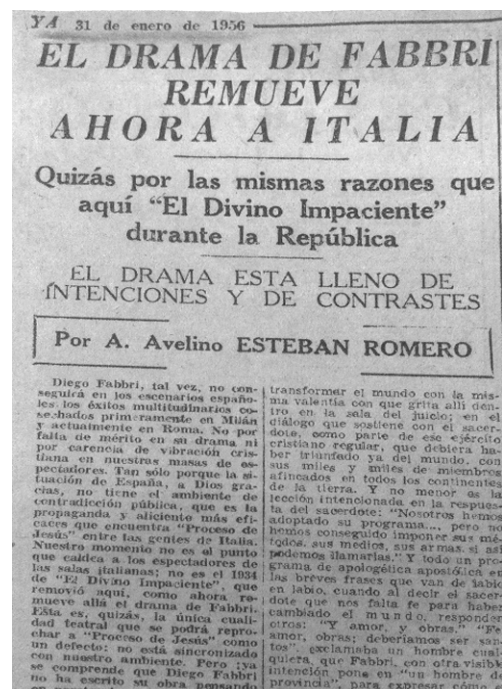 YA 31 de enero de 1956
EL DRAMA DE FABBRI
REMUEVE
AHORA A ITALIA
Quizás por las mismas razones que
aquí “El Divino Impaciente”
durante la República
EL DRAMA ESTA LLENO DE
INTENCIONES Y DE CONTRASTES
Por A. Avelino ESTEBAN ROMERO
Diego Fabbri, tal vez, no con-
seguirá en los escenarios españo-
les los éxitos multitudinarios co-
sechados primeramente en Milán
y actualmente en Roma. No por
falta de mérito en su drama ni
por carencia de vibración cris-
tiana en nuestras masas de es-
pectadores. Tan sólo porque la si-
tuación de España, a Dios gra-
cias, no tiene el ambiente de
contradicción pública, que es la
propaganda y aliciente más efi-
caces que encuentra “Proceso de
Jesús” entre las gentes de Italia.
Nuestro momento no es el punto
que caldea a los espectadores de
las salas italianas; no es el 1934
de “El Divino Impaciente”, que
removió aquí, como ahora re-
mueve allá el drama de Fabbri.
Esta es, quizás, la única cuali-
dad teatral que se podrá repro-
char a “Proceso de Jesús” como
un defecto: no está sincronizado
con nuestro ambiente. Pero ¡ya
se comprende que Diego Fabbri
no ha escrito su obra pensando
transformar el mundo con la mis-
ma valentía con que grita allí den-
tro en la sala del juicio; en el
diálogo que sostiene con el sacer-
dote, como parte de ese ejército
cristiano regular, que debiera ha-
ber triunfado ya del mundo, con
sus miles y miles de miembros
afincados en todos los continentes
de la tierra. Y no menor es la
lección intencionada en la respues-
ta del sacerdote: “Nosotros hemos
adoptado su programa..., pero no
hemos conseguido imponer sus mé-
todos, sus medios, sus armas, si así
podemos llamarlas.” Y todo un pro-
grama de apologética apostólica en
las breves frases que van de labio
en labio, cuando al decir el sacer-
dote que nos falta fe para haber
cambiado el mundo, responden
otros: “Y amor, y obras.” “Fe,
amor, obras; deberíamos ser san-
tos”, exclamaba un hombre cual-
quiera, que Fabbri, con otra visible
intención pone en “un hombre de
provincia”, para expresar cómo